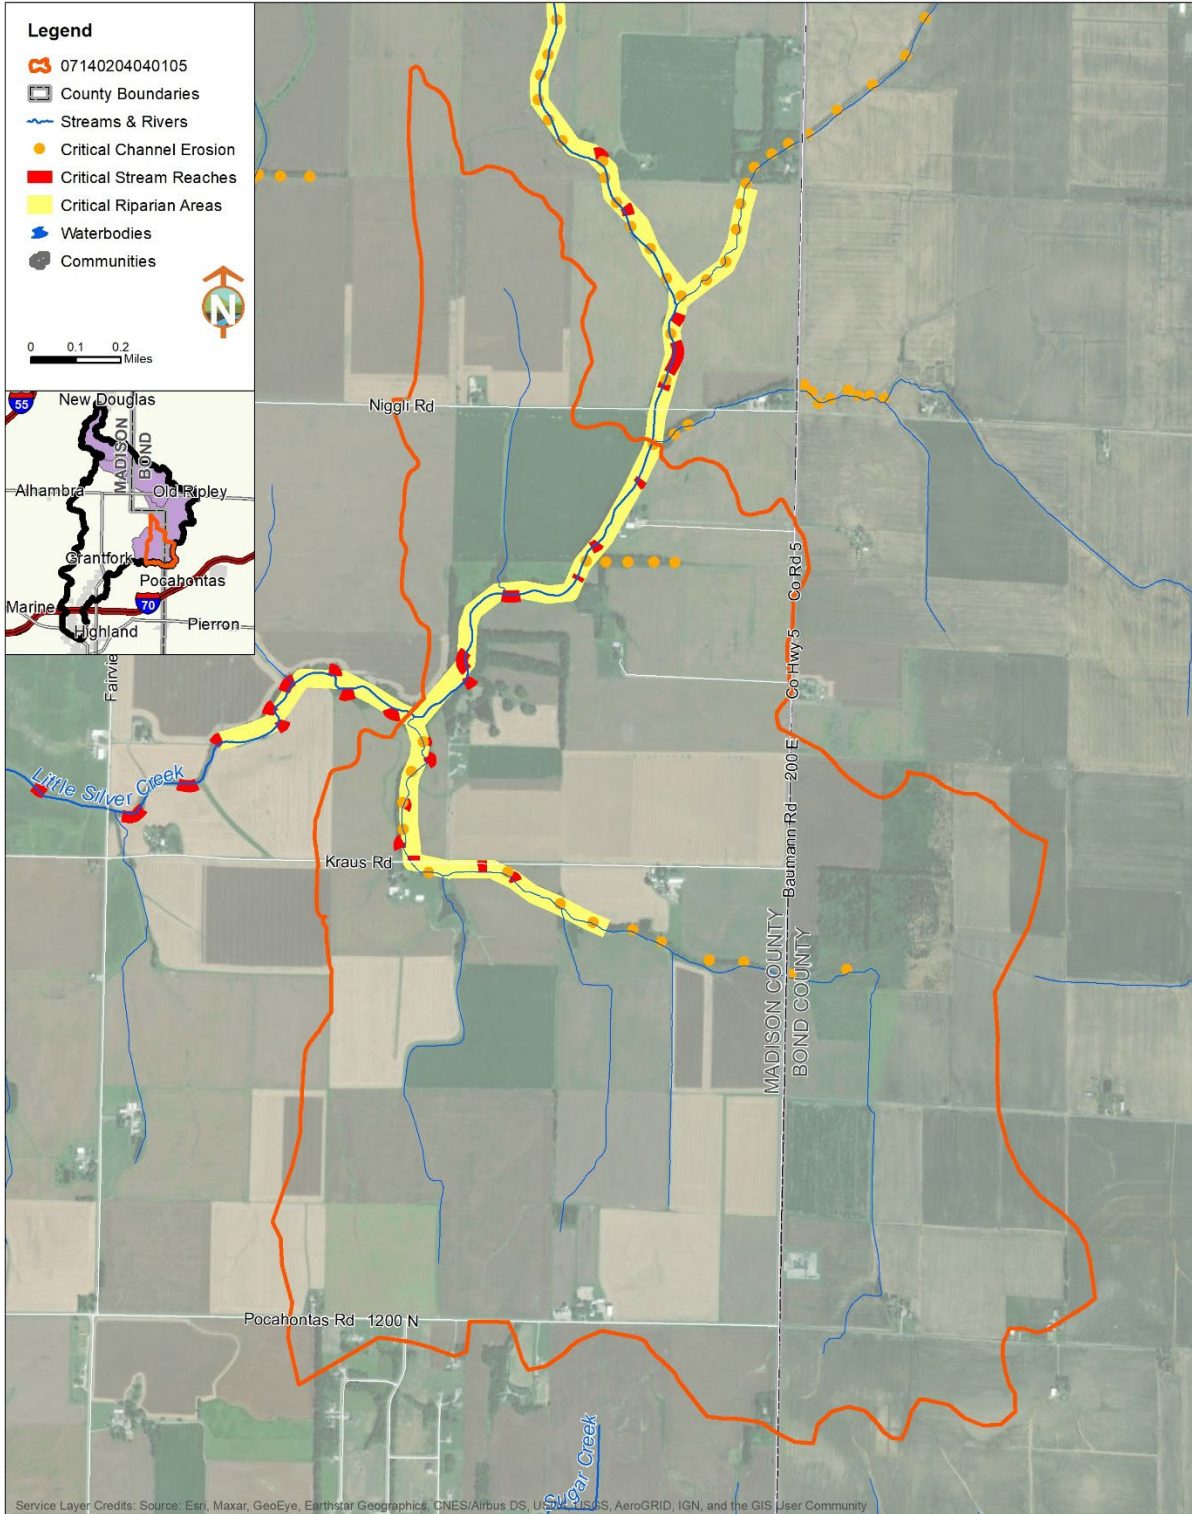 Legend
07140204040105
County Boundaries
Streams & Rivers
Critical Channel Erosion
Critical Stream Reaches
Critical Riparian Areas
Waterbodies
Communities
N
0 0.1 0.2
Miles
55
New Douglas
MADISON
BOND
Alhambra
Old Ripley
Grantfork
Pocahontas
Marine
70
Highland
Pierron
Niggli Rd
Co Rd 5
Co Hwy 5
Fairvie
200 E
Baumann Rd
Little Silver Creek
Kraus Rd
MADISON COUNTY
BOND COUNTY
Pocahontas Rd 1200 N
Sugar Creek
Service Layer Credits: Source: Esri, Maxar, GeoEye, Earthstar Geographics, CNES/Airbus DS, USDA, USGS, AeroGRID, IGN, and the GIS User Community